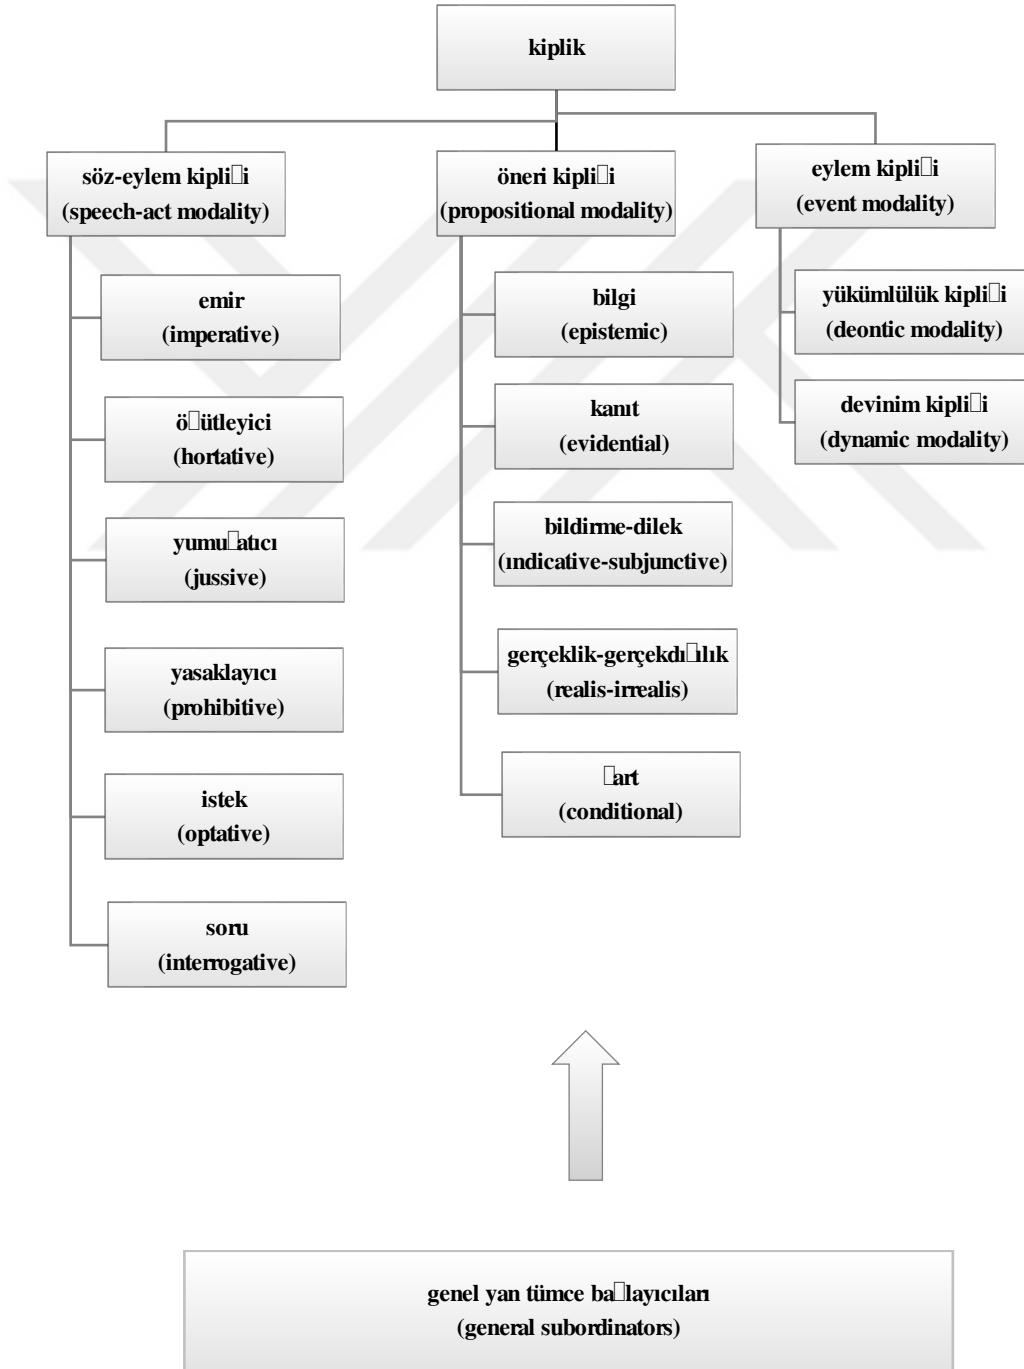 kiplik
söz-eylem kipli□i
(speech-act modality)
emir
(imperative)
ö□ütleyici
(hortative)
yumu□atıcı
(jussive)
yasaklayıcı
(prohibitive)
istek
(optative)
soru
(interrogative)
öneri kipli□i
(propositional modality)
bilgi
(epistemic)
kanıt
(evidential)
bildirme-dilek
(ındicative-subjunctive)
gerçeklik-gerçekdı□ılık
(realis-irrealis)
□art
(conditional)
eylem kipli□i
(event modality)
yükümlülük kipli□i
(deontic modality)
devinim kipli□i
(dynamic modality)
genel yan tümce ba□layıcıları
(general subordinators)